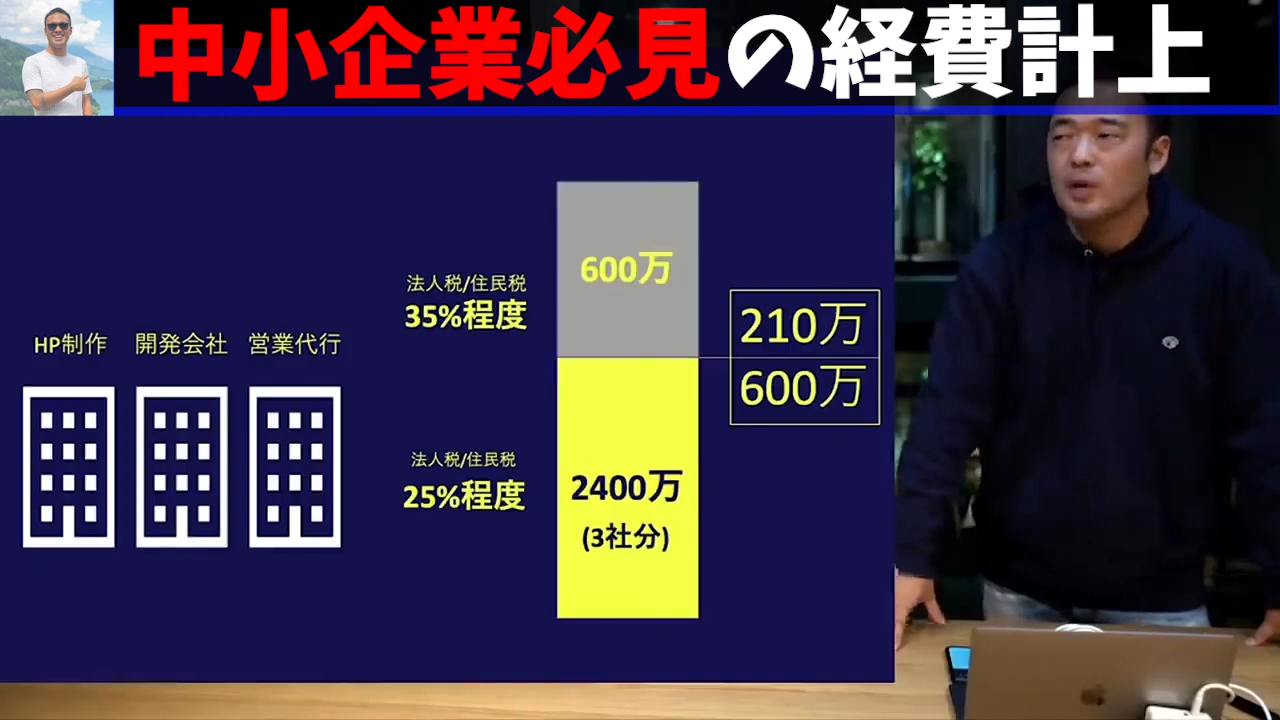 中小企業必見の経費計上
HP制作
開発会社
営業代行
法人税/住民税
35%程度
法人税/住民税
25%程度
600万
2400万
(3社分)
210万
600万